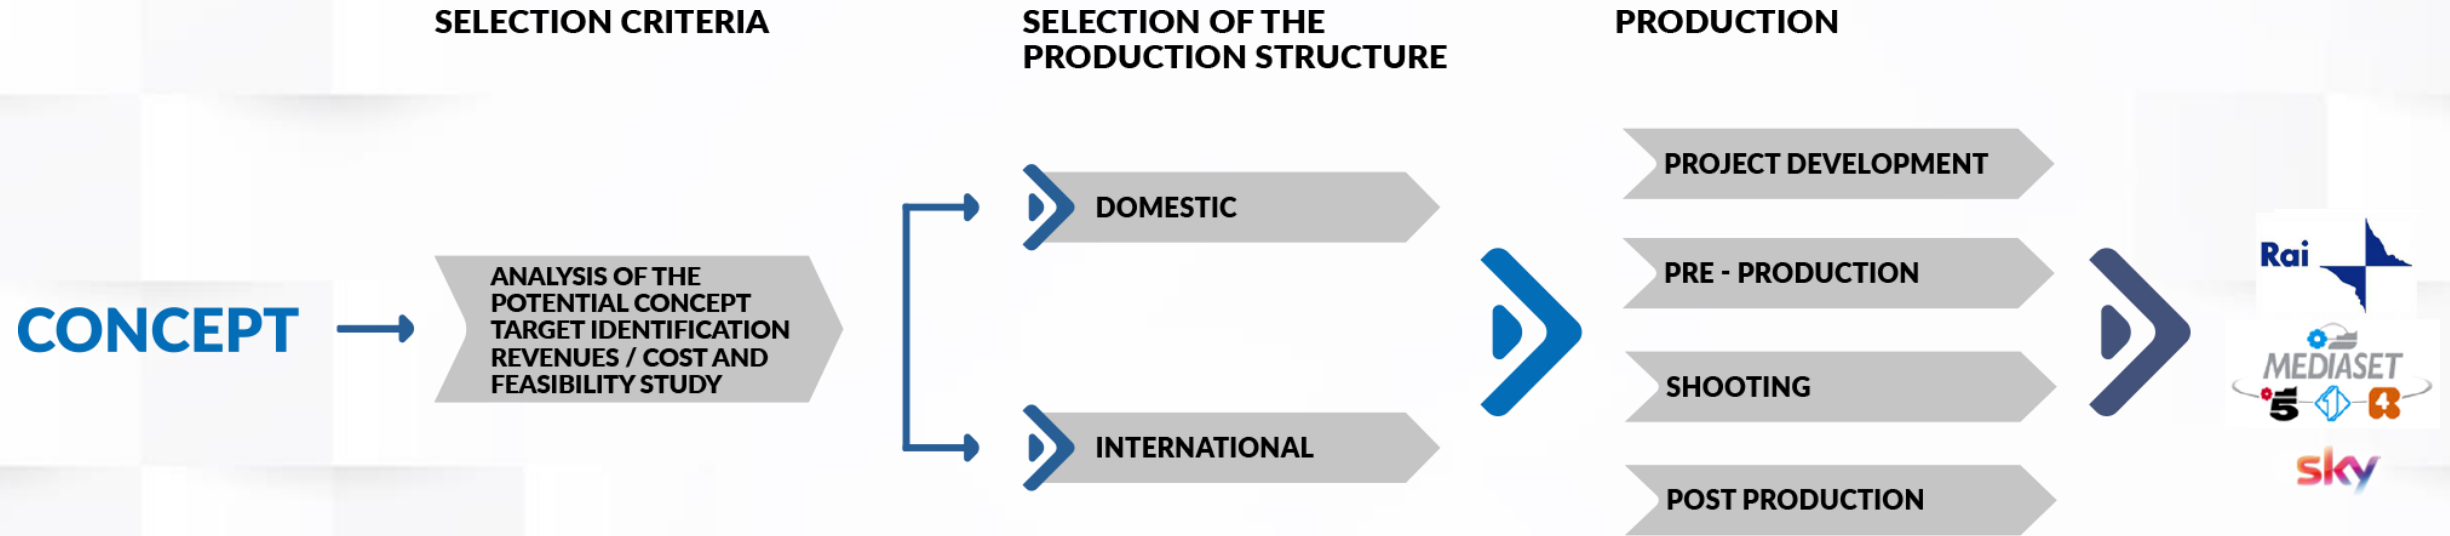 SELECTION CRITERIA
SELECTION OF THE
PRODUCTION STRUCTURE
PRODUCTION
CONCEPT
ANALYSIS OF THE
POTENTIAL CONCEPT
TARGET IDENTIFICATION
REVENUES / COST AND
FEASIBILITY STUDY
DOMESTIC
INTERNATIONAL
PROJECT DEVELOPMENT
PRE - PRODUCTION
SHOOTING
POST PRODUCTION
Rai
MEDIASET
5 1 4
sky